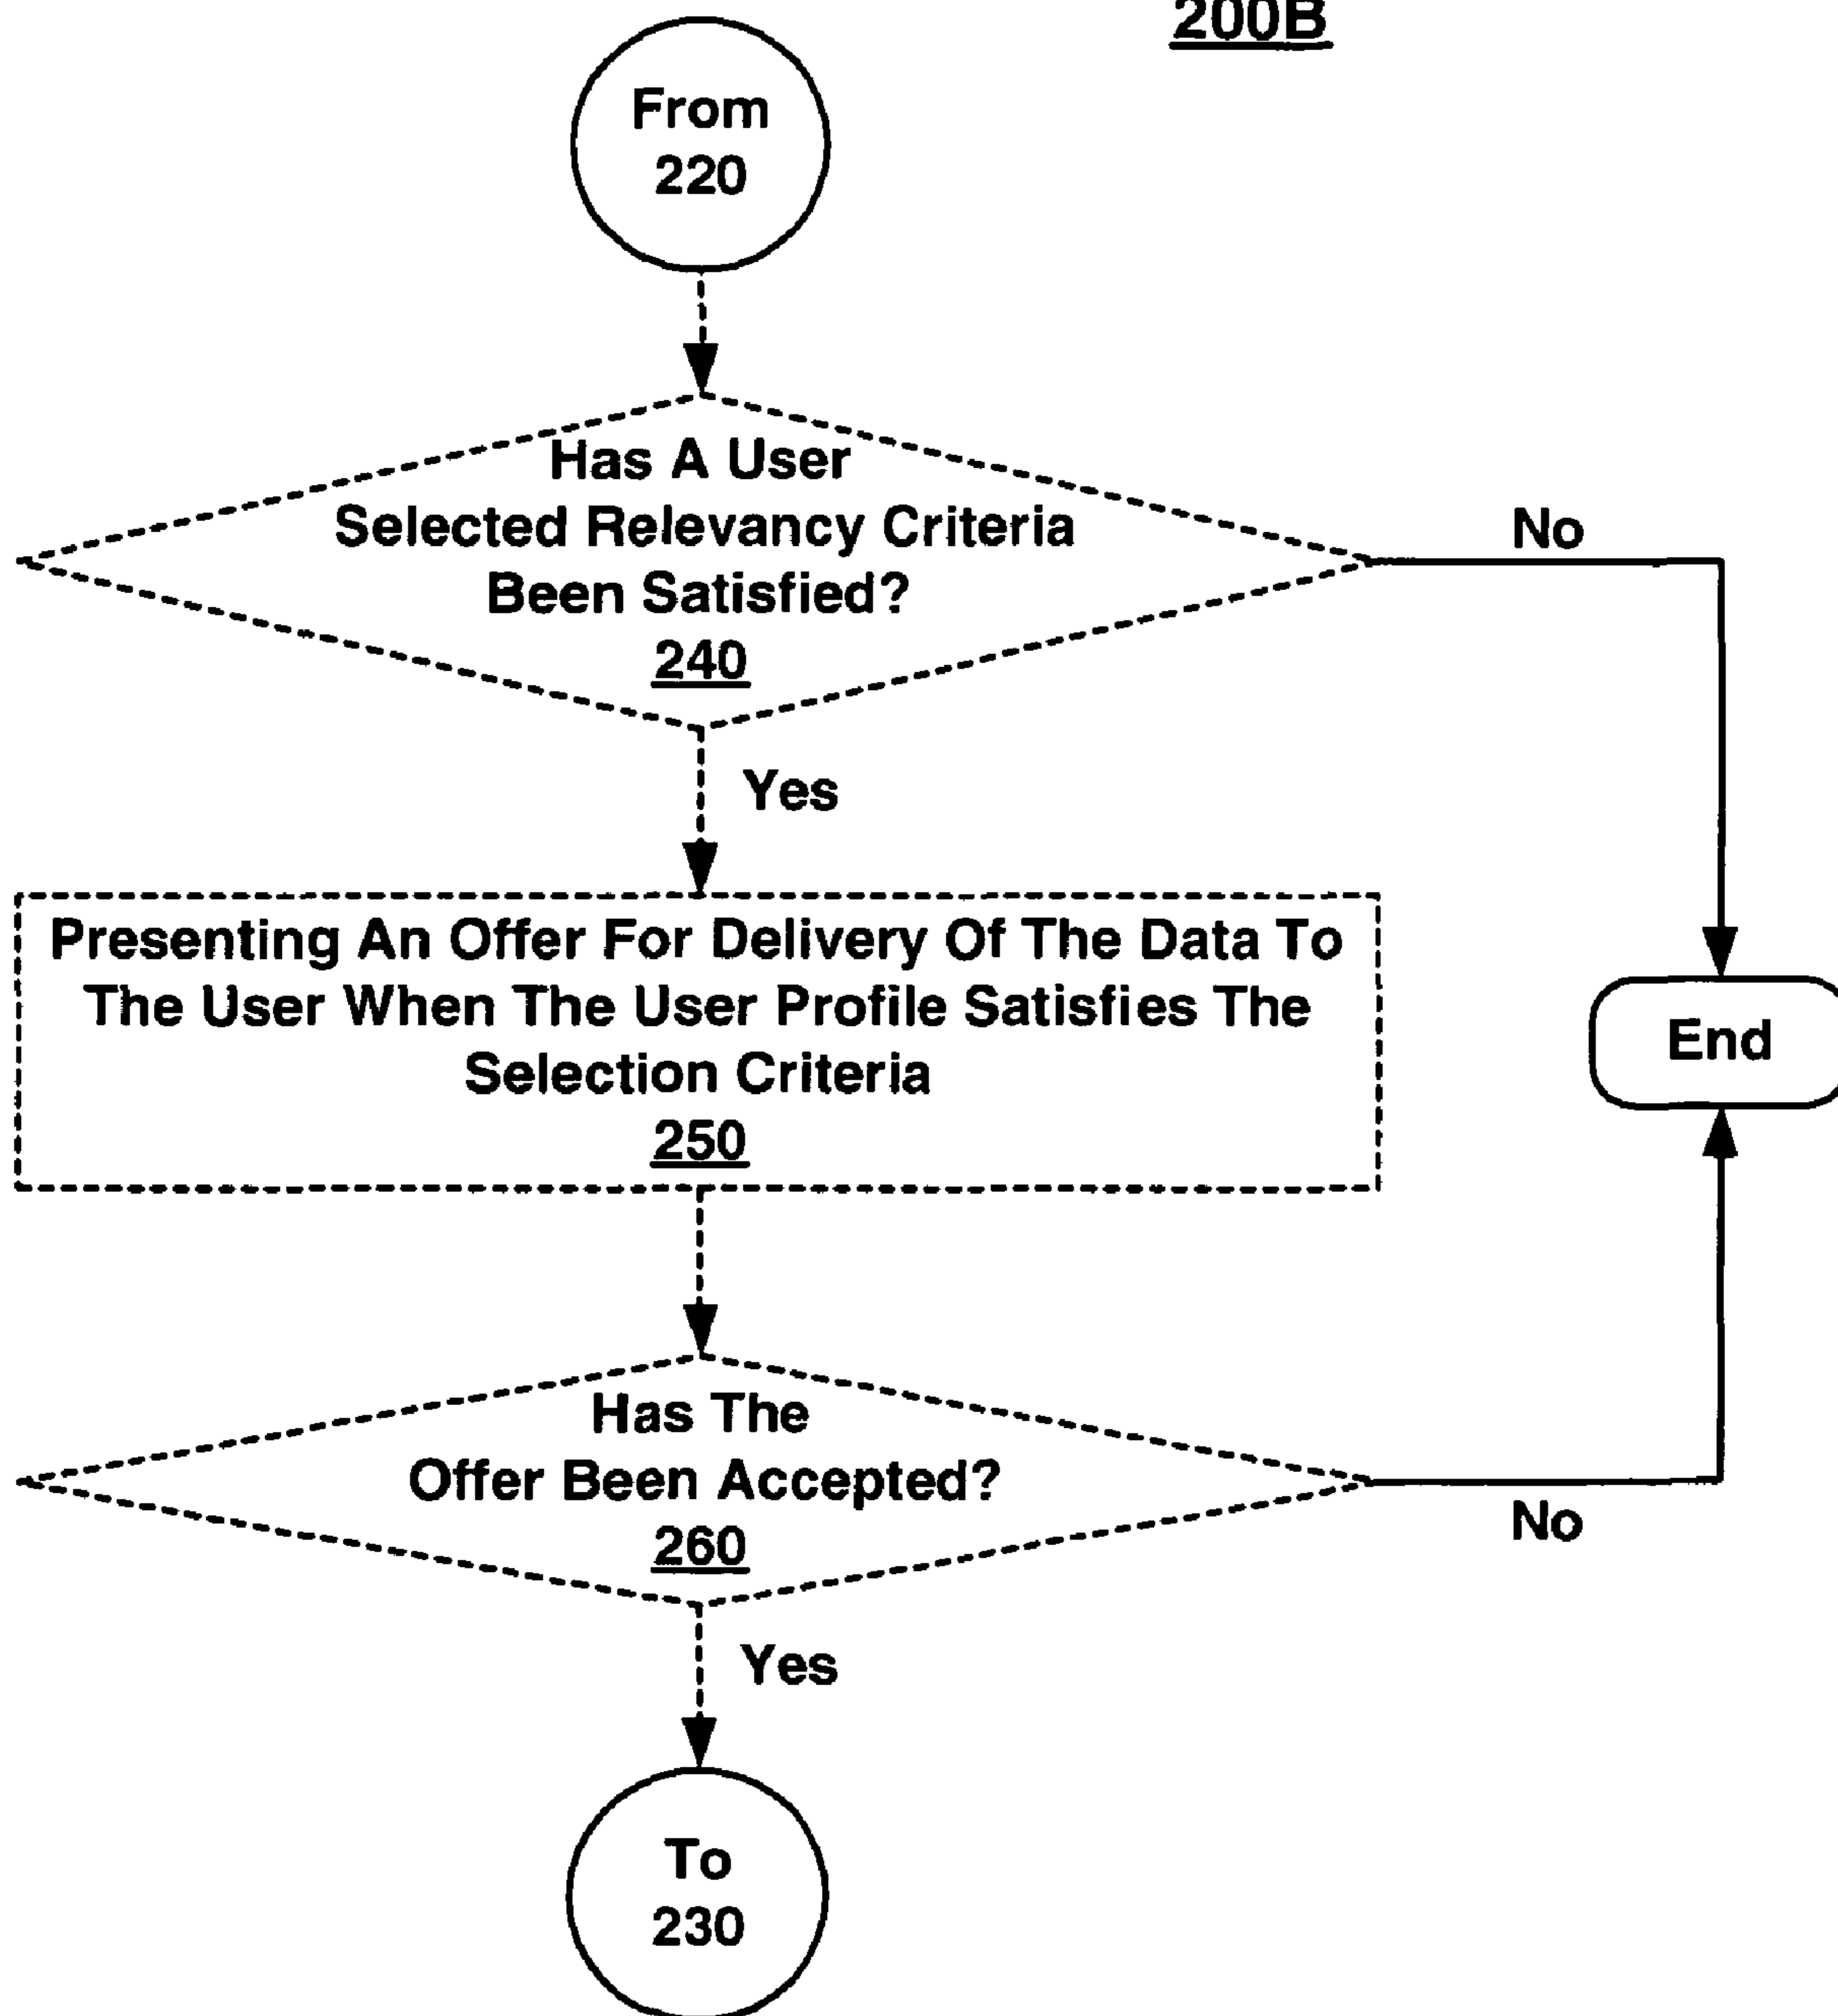 200B
From
220
Has A User
Selected Relevancy Criteria
Been Satisfied?
240
No
Yes
Presenting An Offer For Delivery Of The Data To
The User When The User Profile Satisfies The
Selection Criteria
250
End
Has The
Offer Been Accepted?
260
No
Yes
To
230